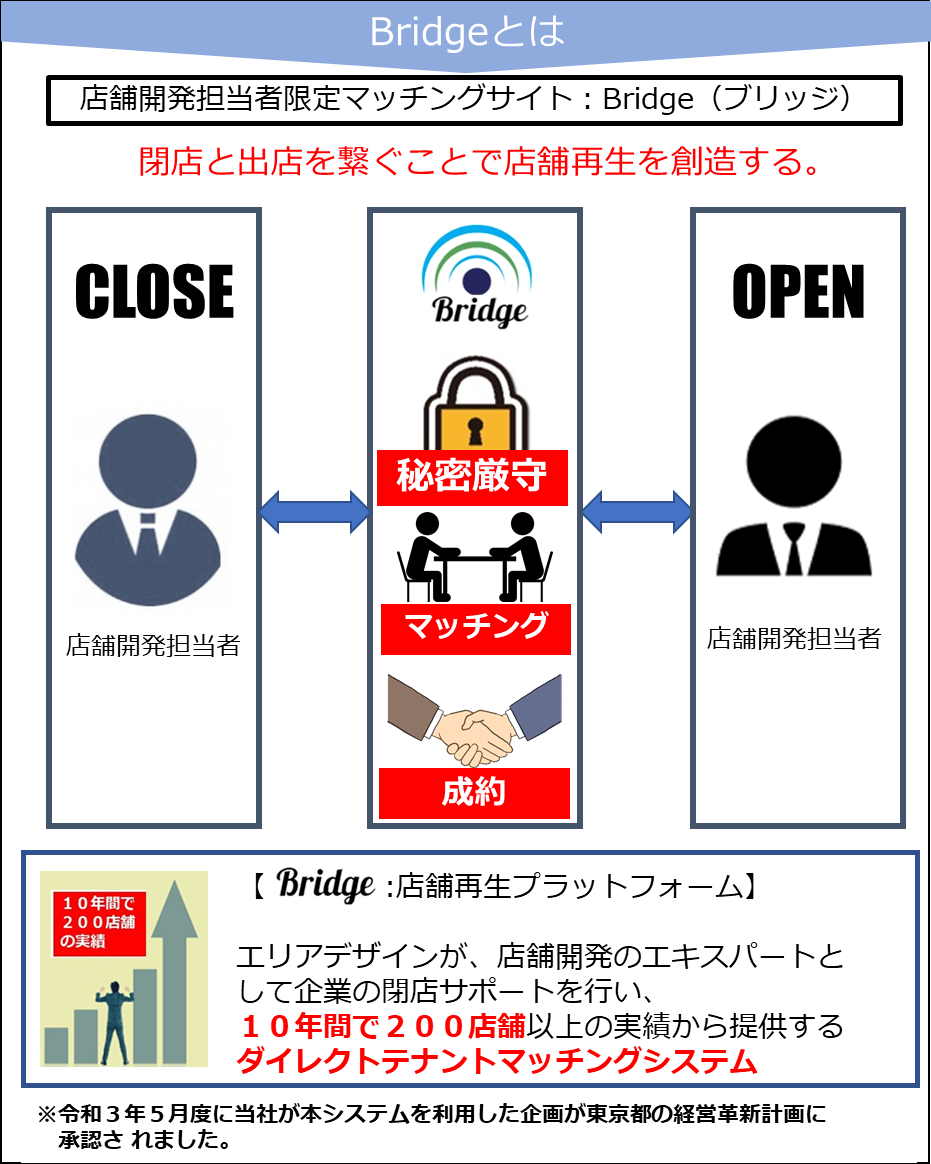 Bridgeとは
店舗開発担当者限定マッチングサイト：Bridge（ブリッジ）
閉店と出店を繋ぐことで店舗再生を創造する。
CLOSE
店舗開発担当者
Bridge
秘密厳守
マッチング
成約
OPEN
店舗開発担当者
１０年間で
２００店舗
の実績
【 Bridge :店舗再生プラットフォーム】
エリアデザインが、店舗開発のエキスパートと
して企業の閉店サポートを行い、
１０年間で２００店舗以上の実績から提供する
ダイレクトテナントマッチングシステム
※令和３年５月度に当社が本システムを利用した企画が東京都の経営革新計画に
承認さ れました。